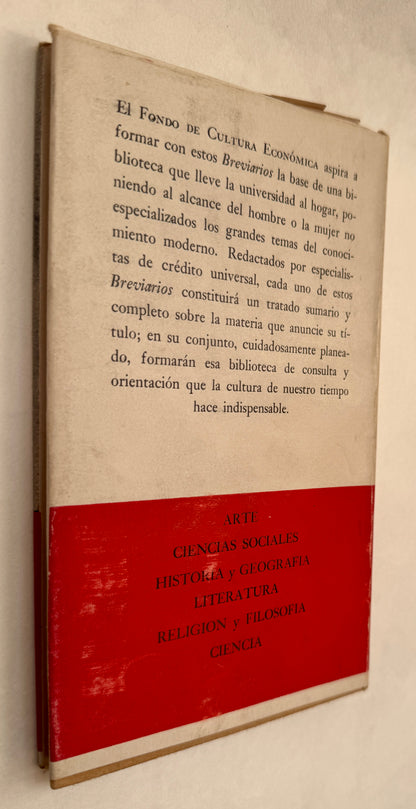 El Fondo de Cultura Económica aspira a
formar con estos Breviarios la base de una bi-
blioteca que lleve la universidad al hogar, po-
niendo al alcance del hombre o la mujer no
especializados los grandes temas del conoci-
miento moderno. Redactados por especialis-
tas de crédito universal, cada uno de estos
Breviarios constituirá un tratado sumario y
completo sobre la materia que anuncie su tí-
tulo; en su conjunto, cuidadosamente planea-
do, formarán esa biblioteca de consulta y
orientación que la cultura de nuestro tiempo
hace indispensable.
ARTE
CIENCIAS SOCIALES
HISTORIA y GEOGRAFIA
LITERATURA
RELIGION y FILOSOFIA
CIENCIA